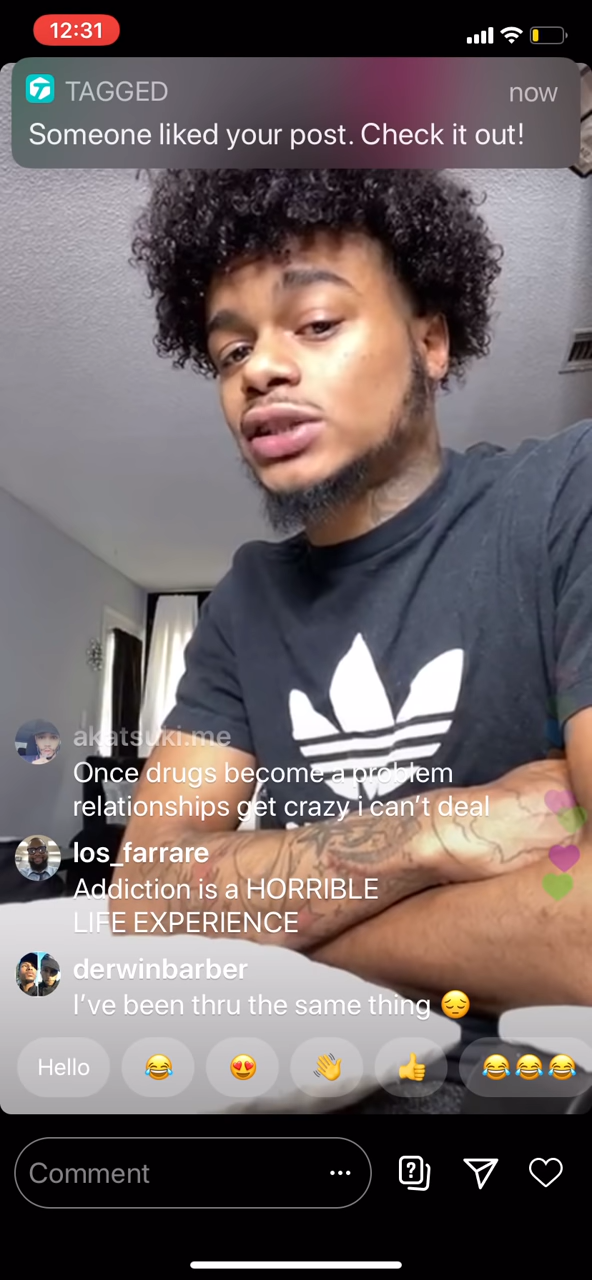 12:31
TAGGED
now
Someone liked your post. Check it out!
akatsuki.me
Once drugs become a problem
relationships get crazy i can’t deal
los_farrare
Addiction is a HORRIBLE
LIFE EXPERIENCE
derwinbarber
I’ve been thru the same thing 😔
Hello 😂 😍 👋 👍 😂😂😂
Comment